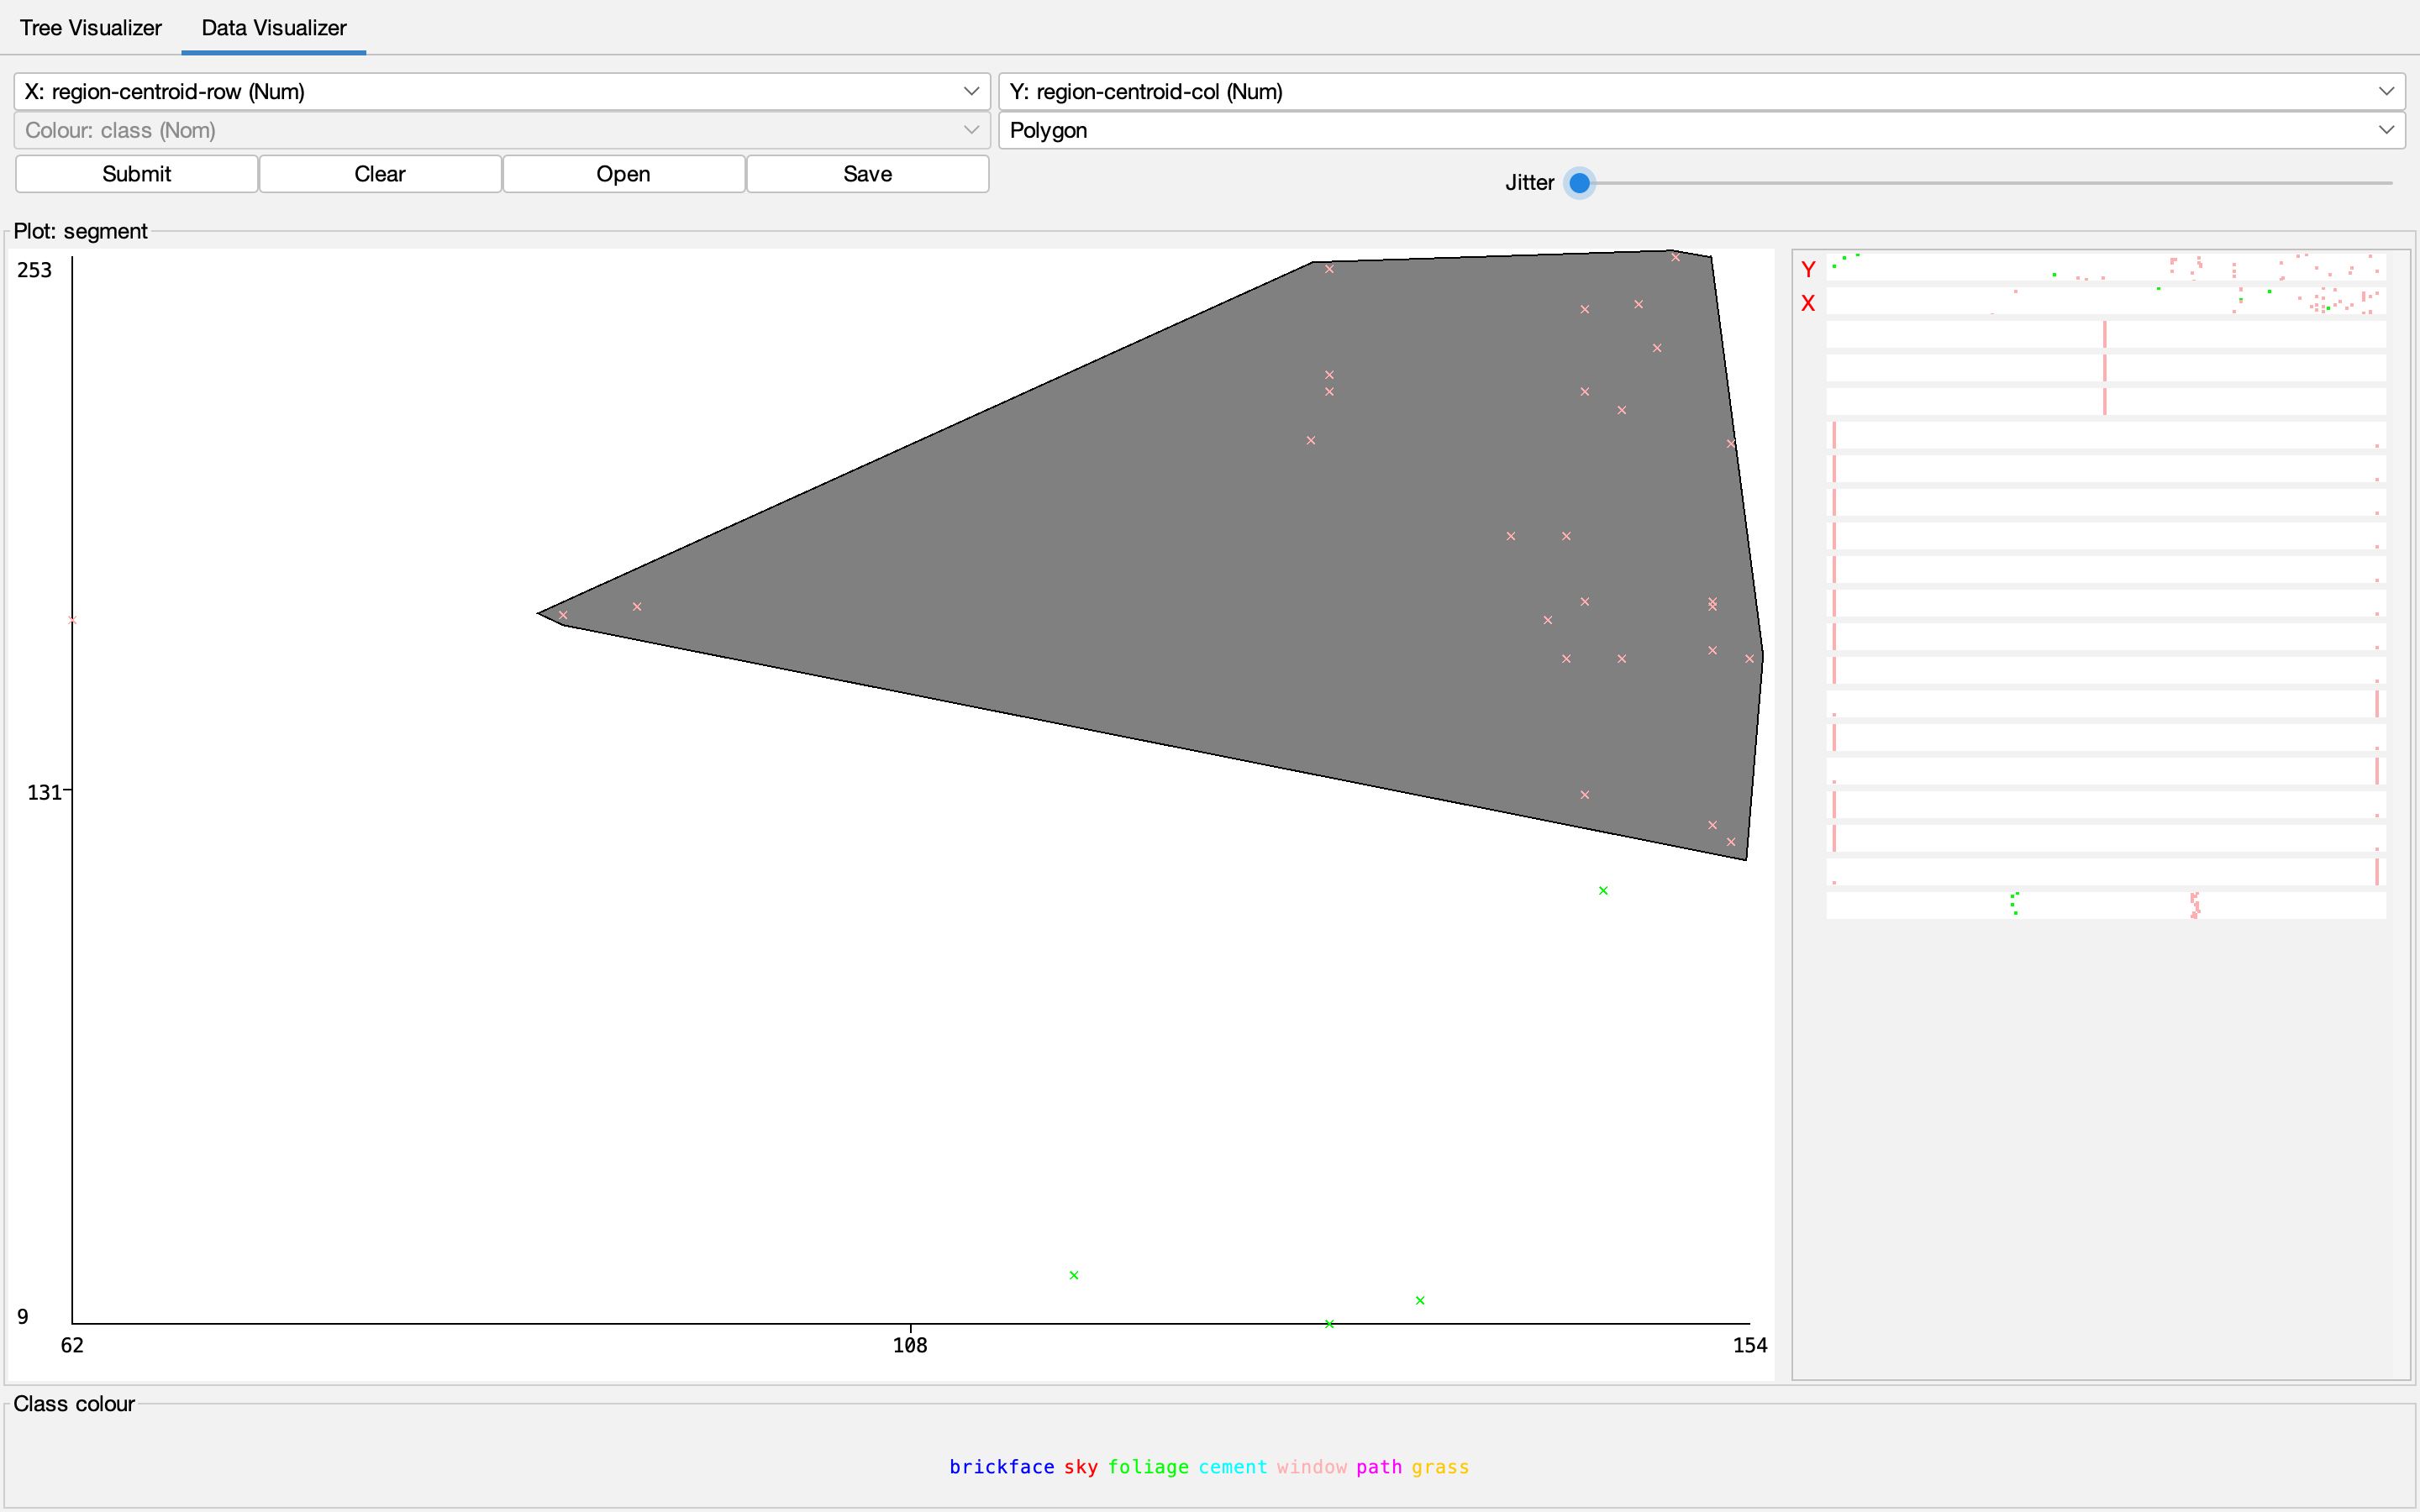 Tree Visualizer Data Visualizer
X: region-centroid-row (Num) Y: region-centroid-col (Num)
Colour: class (Nom) Polygon
Submit Clear Open Save Jitter
Plot: segment
253
131
9
62 108 154
Y
X
Class colour
brickface sky foliage cement window path grass